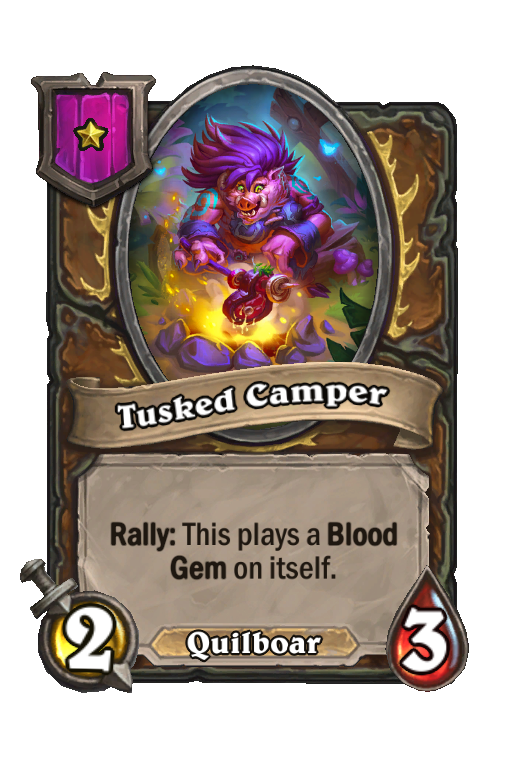 Tusked Camper
Rally: This plays a Blood
Gem on itself.
2
Quilboar
3